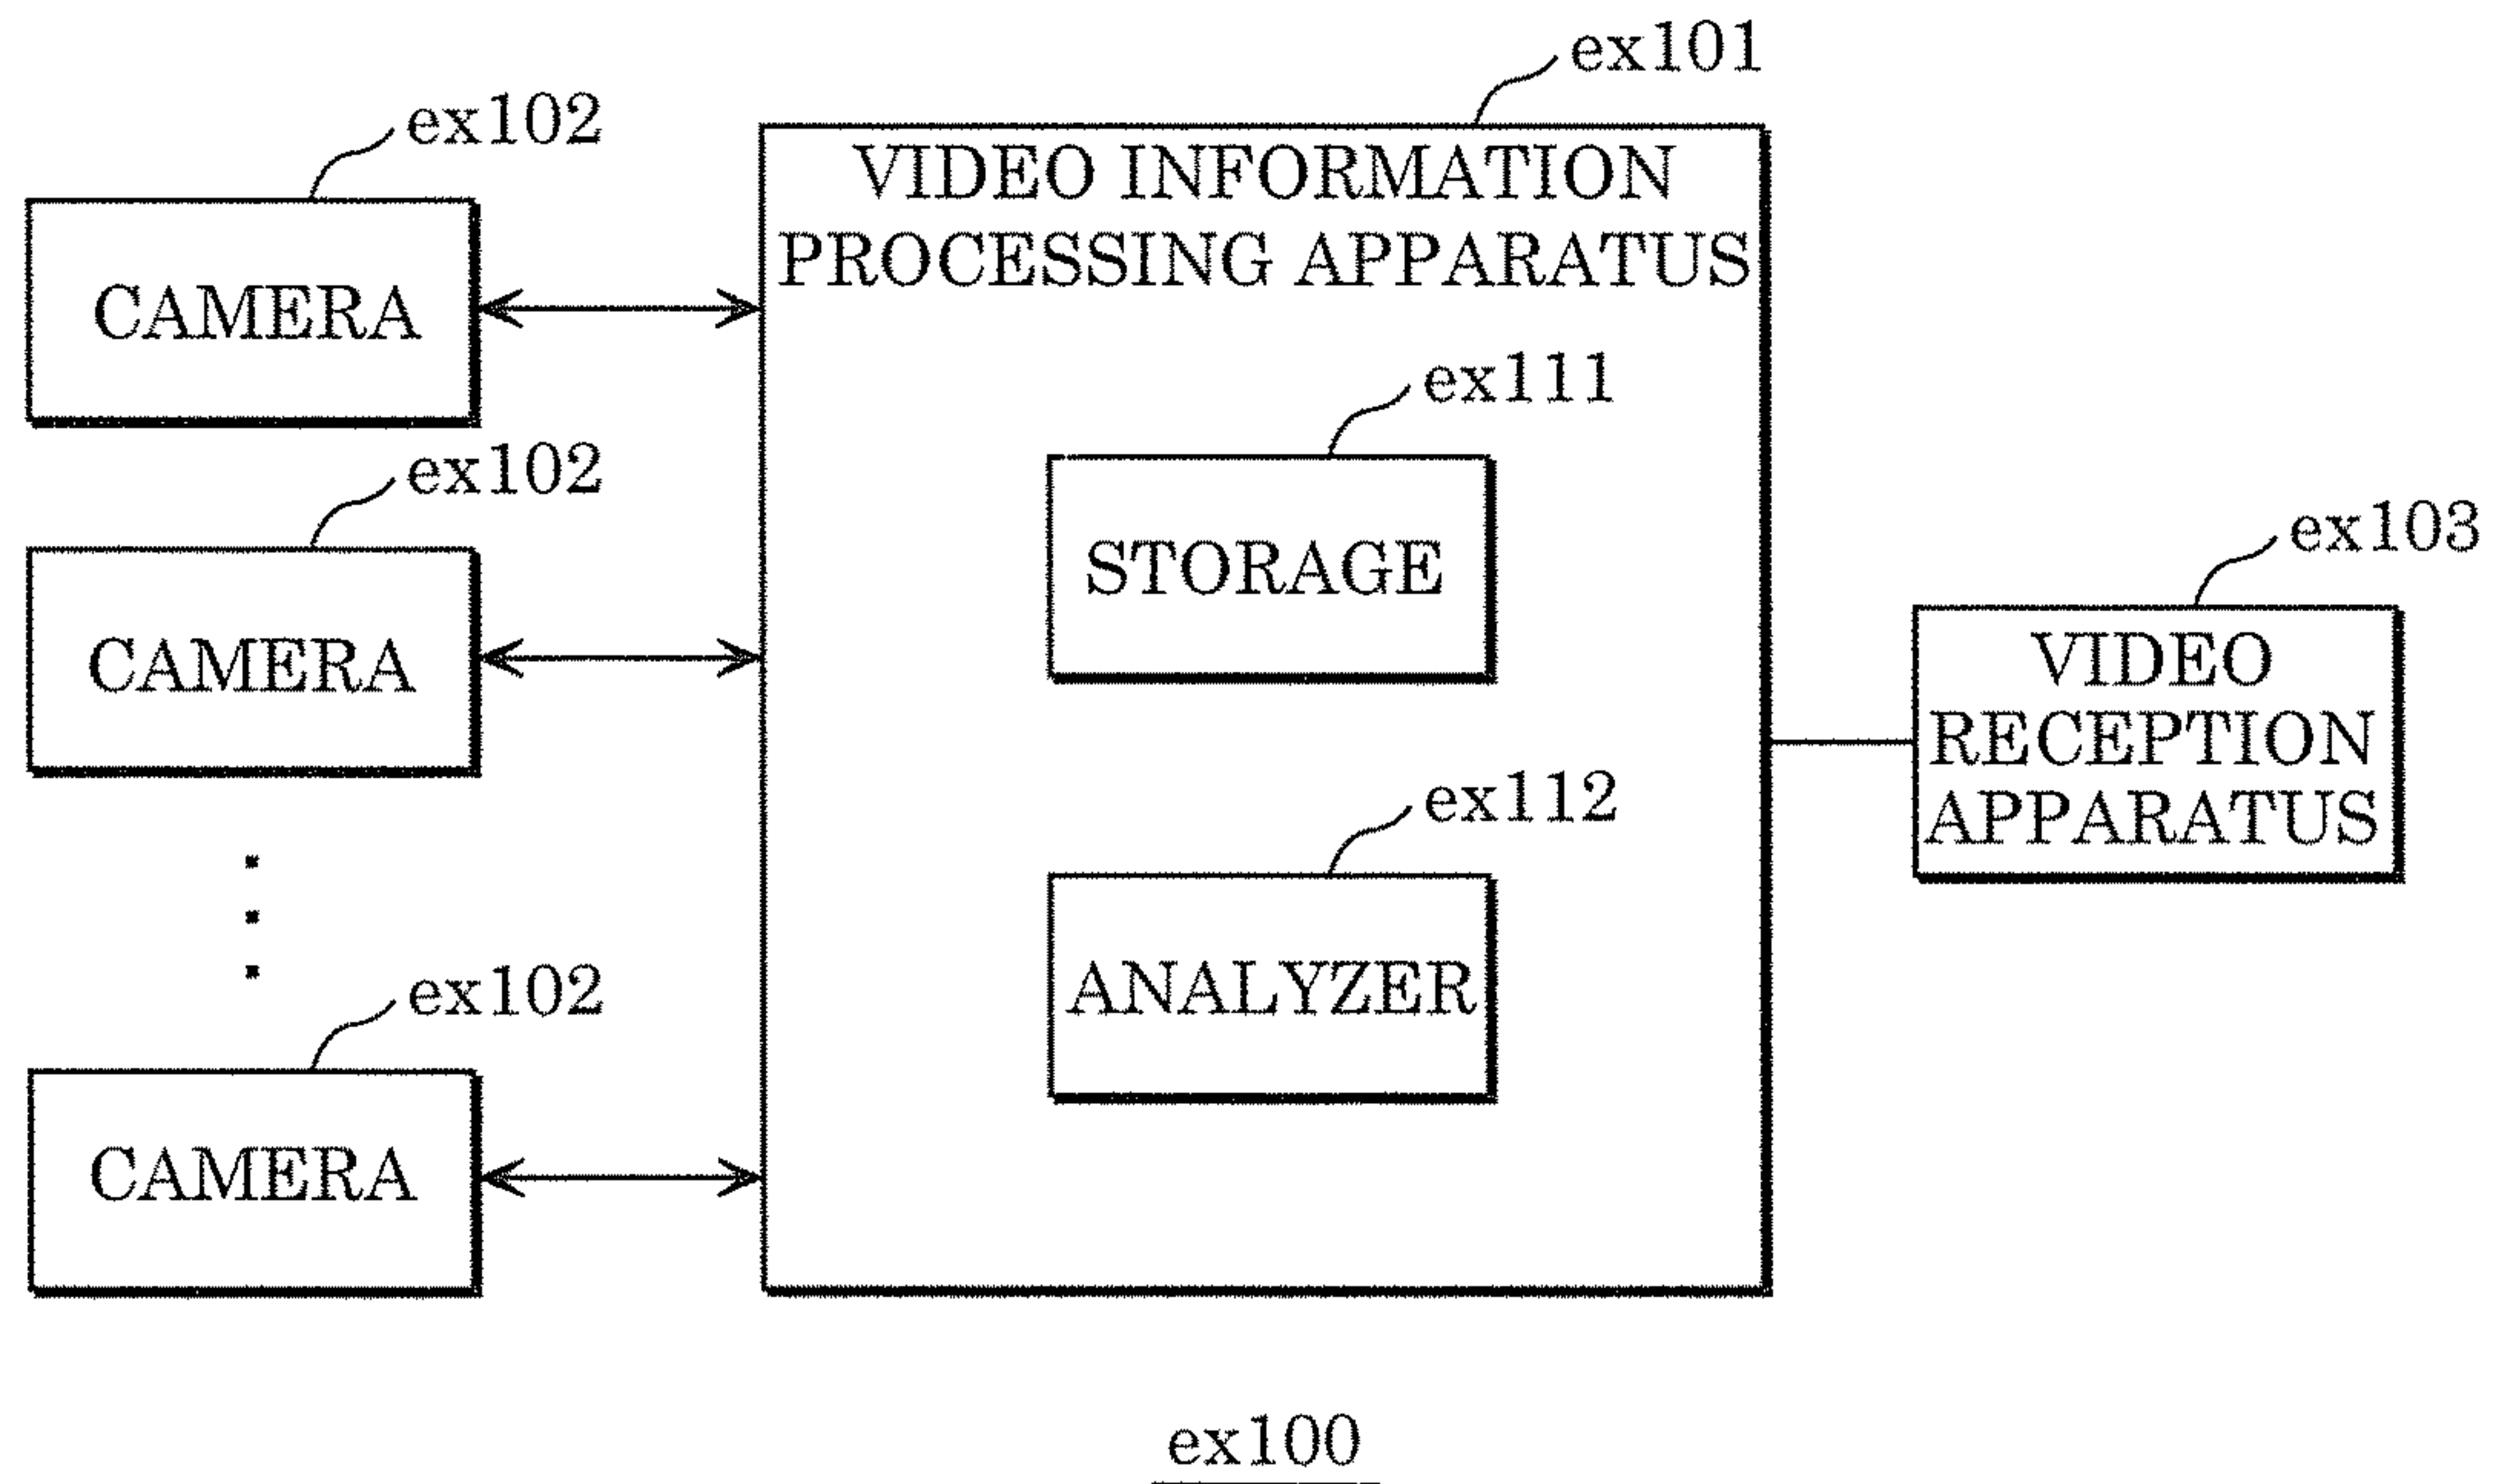 ex101
ex102
VIDEO INFORMATION
PROCESSING APPARATUS
CAMERA
ex111
ex102
STORAGE
ex103
CAMERA
VIDEO
RECEPTION
APPARATUS
ex112
ex102
ANALYZER
CAMERA
ex100